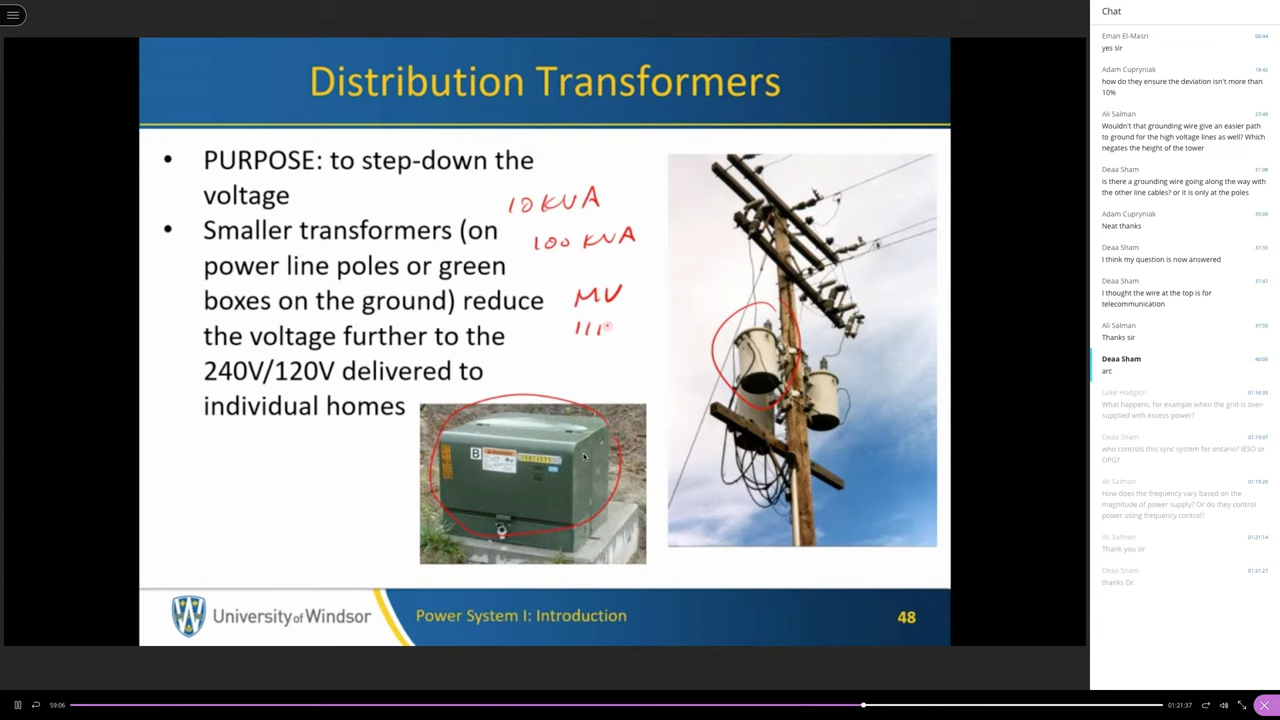 Distribution Transformers
• PURPOSE: to step-down the
voltage
• Smaller transformers (on
power line poles or green
boxes on the ground) reduce
the voltage further to the
240V/120V delivered to
individual homes
10 KVA
100 KVA
MV
B
University of Windsor
Power System I: Introduction
48
59:06
01:21:37
Chat
Eman El-Masri 00:44
yes sir
Adam Cupryniak 18:42
how do they ensure the deviation isn't more than
10%
Ali Salman 27:49
Wouldn't that grounding wire give an easier path
to ground for the high voltage lines as well? Which
negates the height of the tower
Deaa Sham 31:08
is there a grounding wire going along the way with
the other line cables? or it is only at the poles
Adam Cupryniak 35:09
Neat thanks
Deaa Sham 37:33
I think my question is now answered
Deaa Sham 37:47
I thought the wire at the top is for
telecommunication
Ali Salman 37:50
Thanks sir
Deaa Sham 40:06
arc
Luke Hodgkin 01:16:33
What happens, for example when the grid is over-
supplied with excess power?
Deaa Sham 01:19:07
who controls this sync system for ontario? IESO or
OPG?
Ali Salman 01:19:20
How does the frequency vary based on the
magnitude of power supply? Or do they control
power using frequency control?
Ali Salman 01:21:14
Thank you sir
Deaa Sham 01:21:27
thanks Dr.